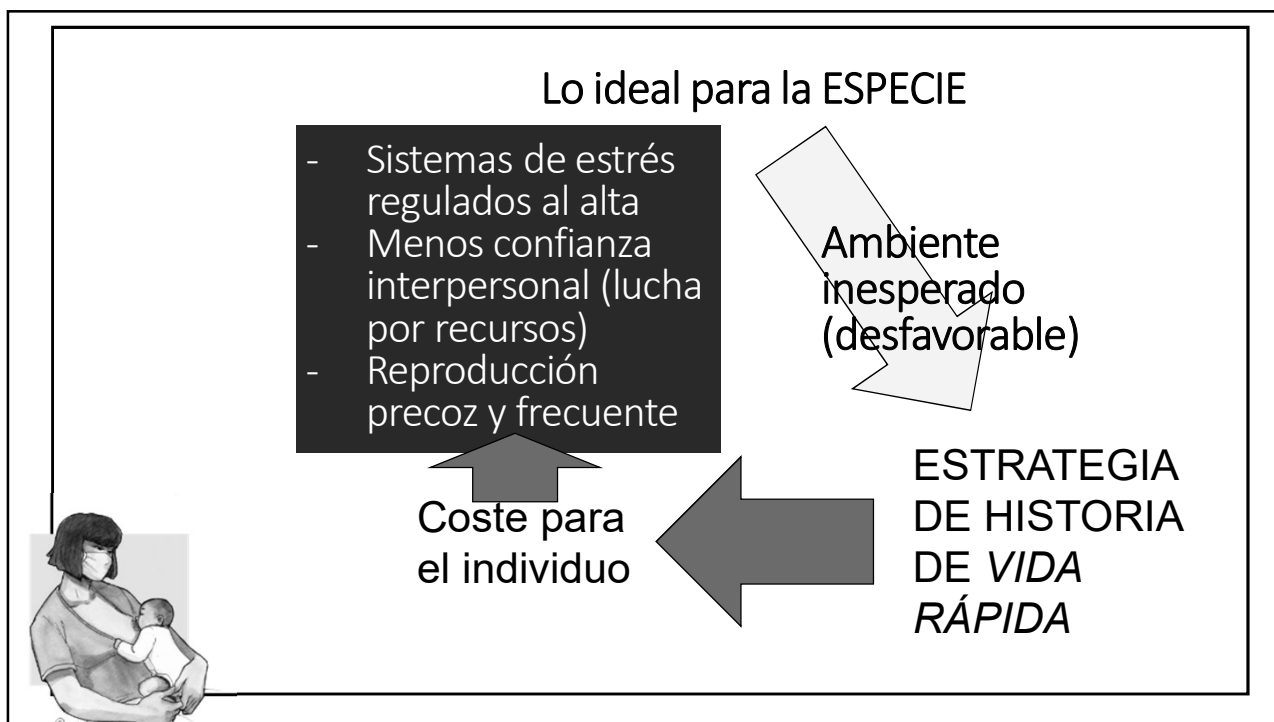 Lo ideal para la ESPECIE
- Sistemas de estrés
regulados al alta
- Menos confianza
interpersonal (lucha
por recursos)
- Reproducción
precoz y frecuente
Ambiente
inesperado
(desfavorable)
ESTRATEGIA
DE HISTORIA
DE VIDA
RÁPIDA
Coste para
el individuo